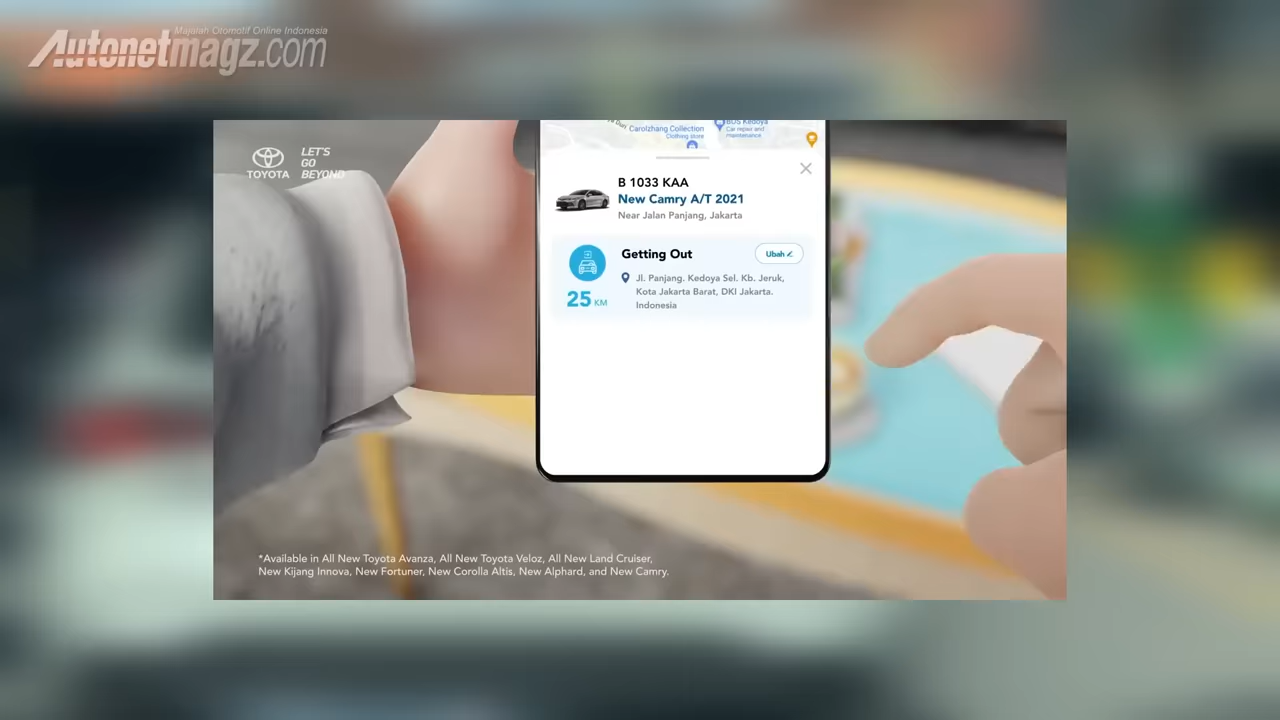 Majalah Otomotif Online Indonesia
Autonetmagz.com
TOYOTA
LET'S
GO
BEYOND
Carolzhang Collection
Clothing store
BOS Kedoya
Car repair and
maintenance
B 1033 KAA
New Camry A/T 2021
Near Jalan Panjang, Jakarta
Getting Out
Ubah
25 KM
Jl. Panjang. Kedoya Sel. Kb. Jeruk,
Kota Jakarta Barat, DKI Jakarta.
Indonesia
*Available in All New Toyota Avanza, All New Toyota Veloz, All New Land Cruiser,
New Kijang Innova, New Fortuner, New Corolla Altis, New Alphard, and New Camry.